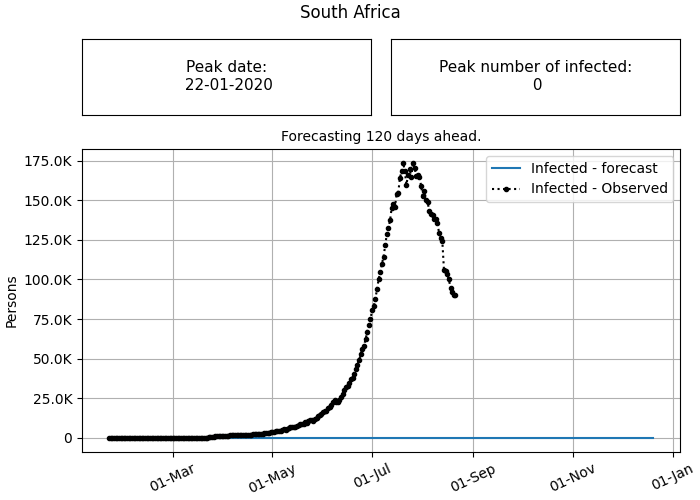 South Africa
Peak date:
22-01-2020
Peak number of infected:
0
Forecasting 120 days ahead.
175.0K
150.0K
125.0K
100.0K
75.0K
50.0K
25.0K
0
Persons
Infected - forecast
Infected - Observed
01-Mar
01-May
01-Jul
01-Sep
01-Nov
01-Jan